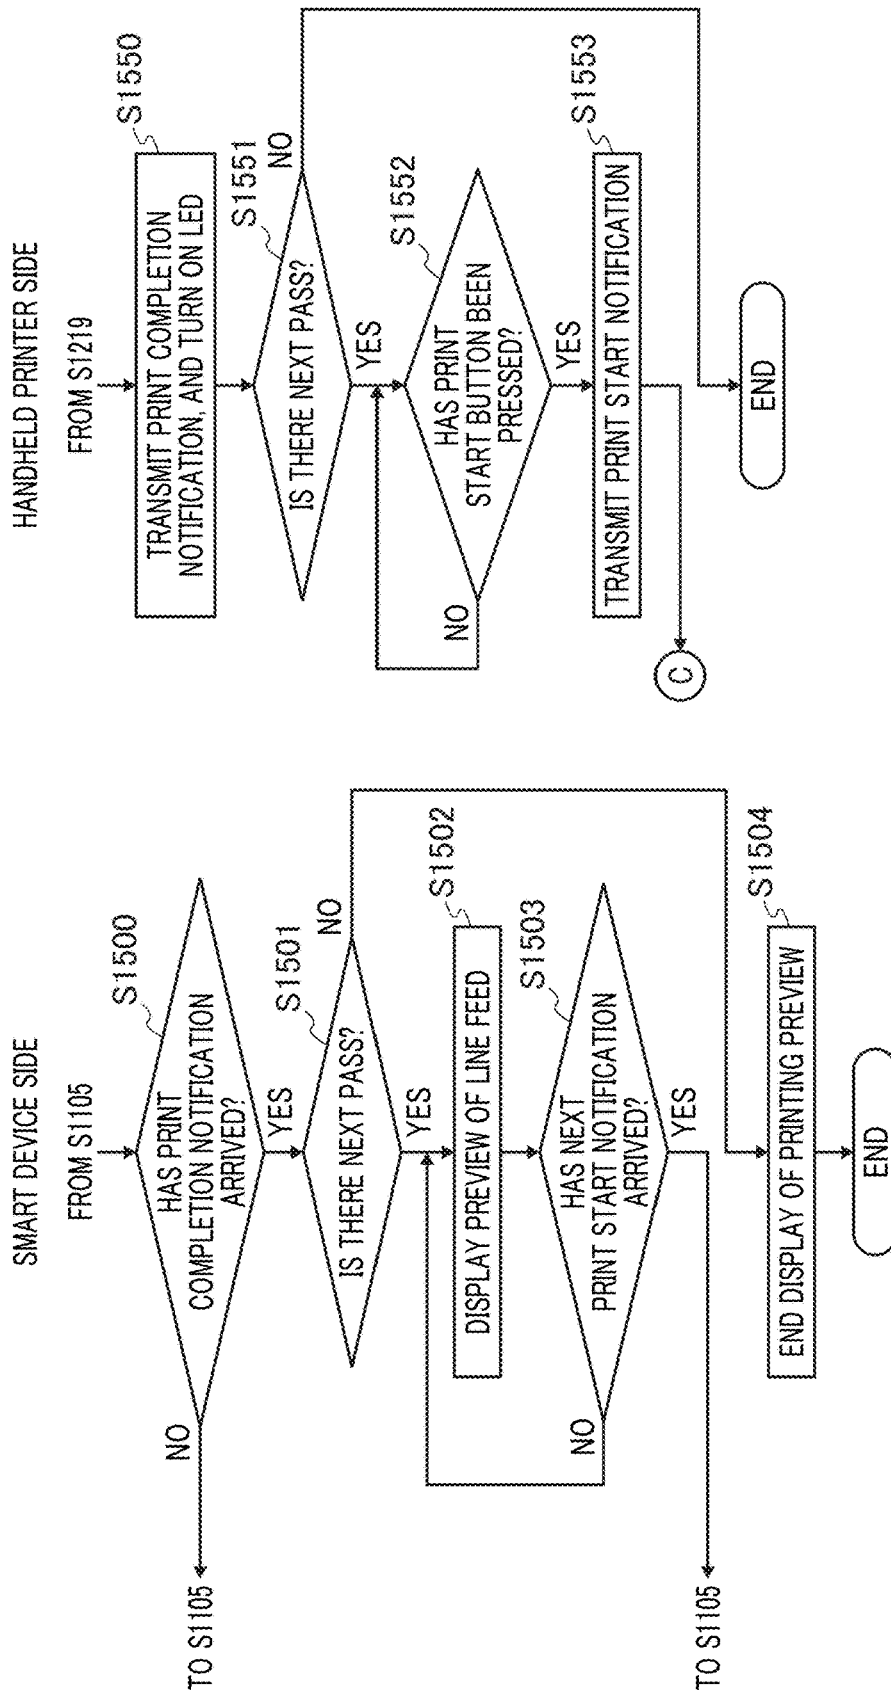 SMART DEVICE SIDE
FROM S1105
HAS PRINT
COMPLETION NOTIFICATION
ARRIVED?
S1500
NO
TO S1105
YES
IS THERE NEXT PASS?
S1501
NO
YES
DISPLAY PREVIEW OF LINE FEED
S1502
HAS NEXT
PRINT START NOTIFICATION
ARRIVED?
S1503
NO
YES
TO S1105
END DISPLAY OF PRINTING PREVIEW
S1504
END
HANDHELD PRINTER SIDE
FROM S1219
TRANSMIT PRINT COMPLETION
NOTIFICATION, AND TURN ON LED
S1550
IS THERE NEXT PASS?
S1551
NO
YES
HAS PRINT
START BUTTON BEEN
PRESSED?
S1552
NO
YES
TRANSMIT PRINT START NOTIFICATION
S1553
C
END